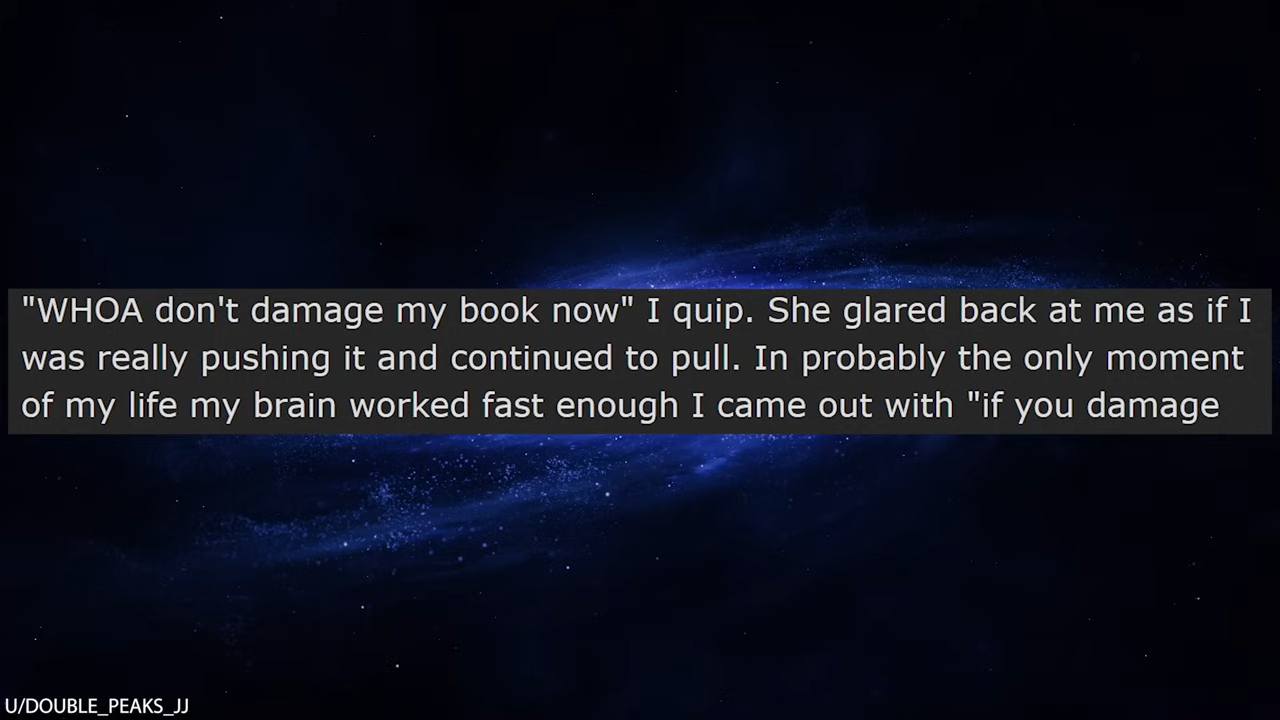 "WHOA don't damage my book now" I quip. She glared back at me as if I
was really pushing it and continued to pull. In probably the only moment
of my life my brain worked fast enough I came out with "if you damage
U/DOUBLE_PEAKS_JJ